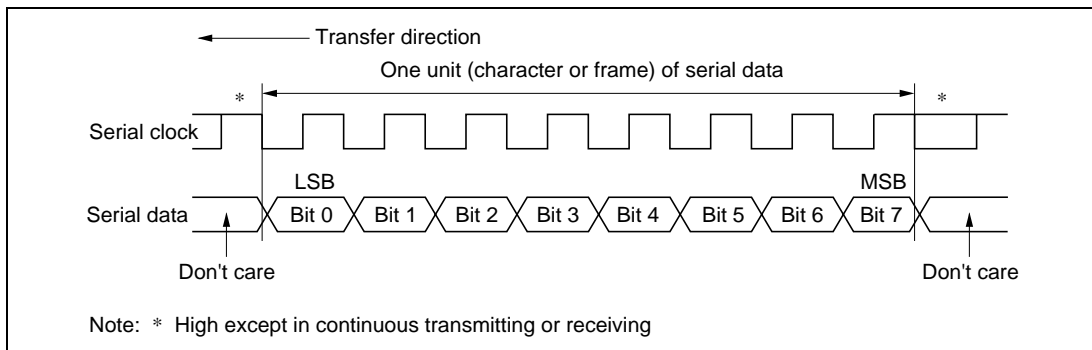 Transfer direction
One unit (character or frame) of serial data
* *
Serial clock
LSB MSB
Serial data Bit 0 Bit 1 Bit 2 Bit 3 Bit 4 Bit 5 Bit 6 Bit 7
Don't care Don't care
Note: * High except in continuous transmitting or receiving